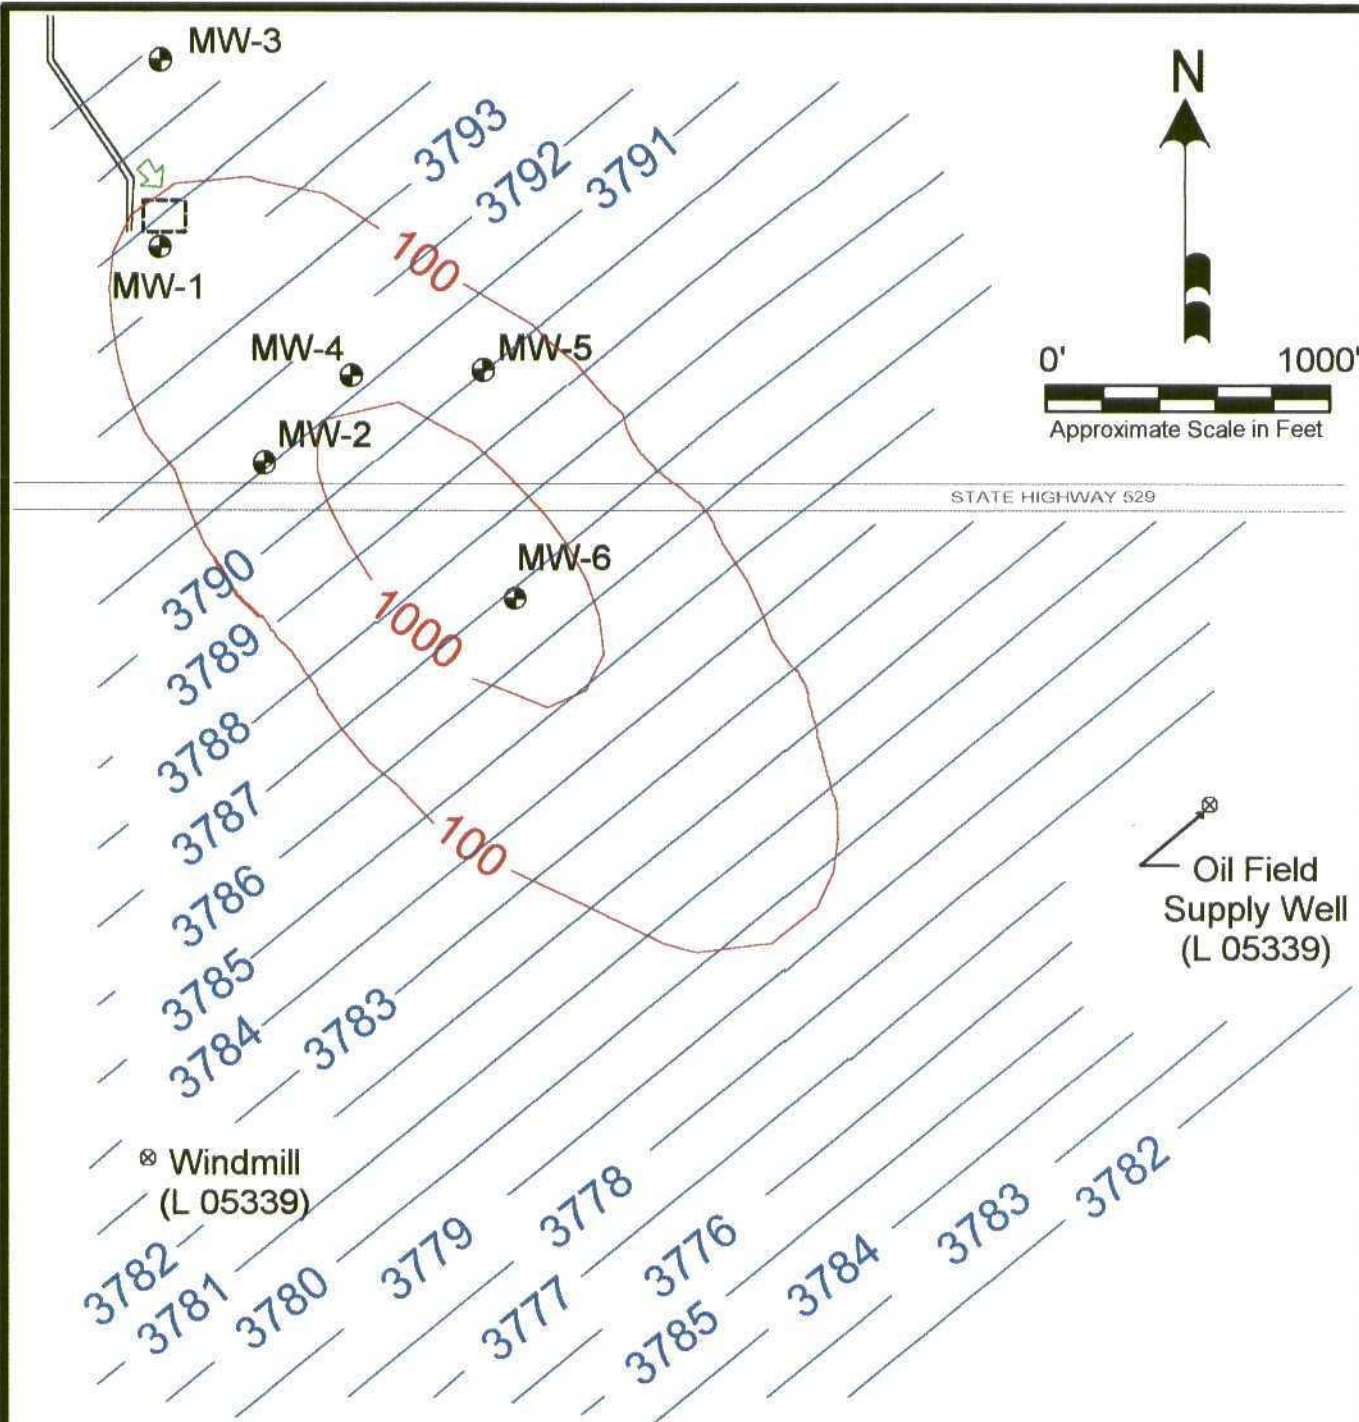 MW-3
N
3793
3792
3791
100
MW-1
0' 1000'
Approximate Scale in Feet
MW-4
MW-5
MW-2
STATE HIGHWAY 529
MW-6
3790
1000
3789
3788
3787
100
Oil Field
Supply Well
(L 05339)
3786
3785
3784
3783
Windmill
(L 05339)
3782
3781
3780
3779
3778
3777
3776
3785
3784
3783
3782